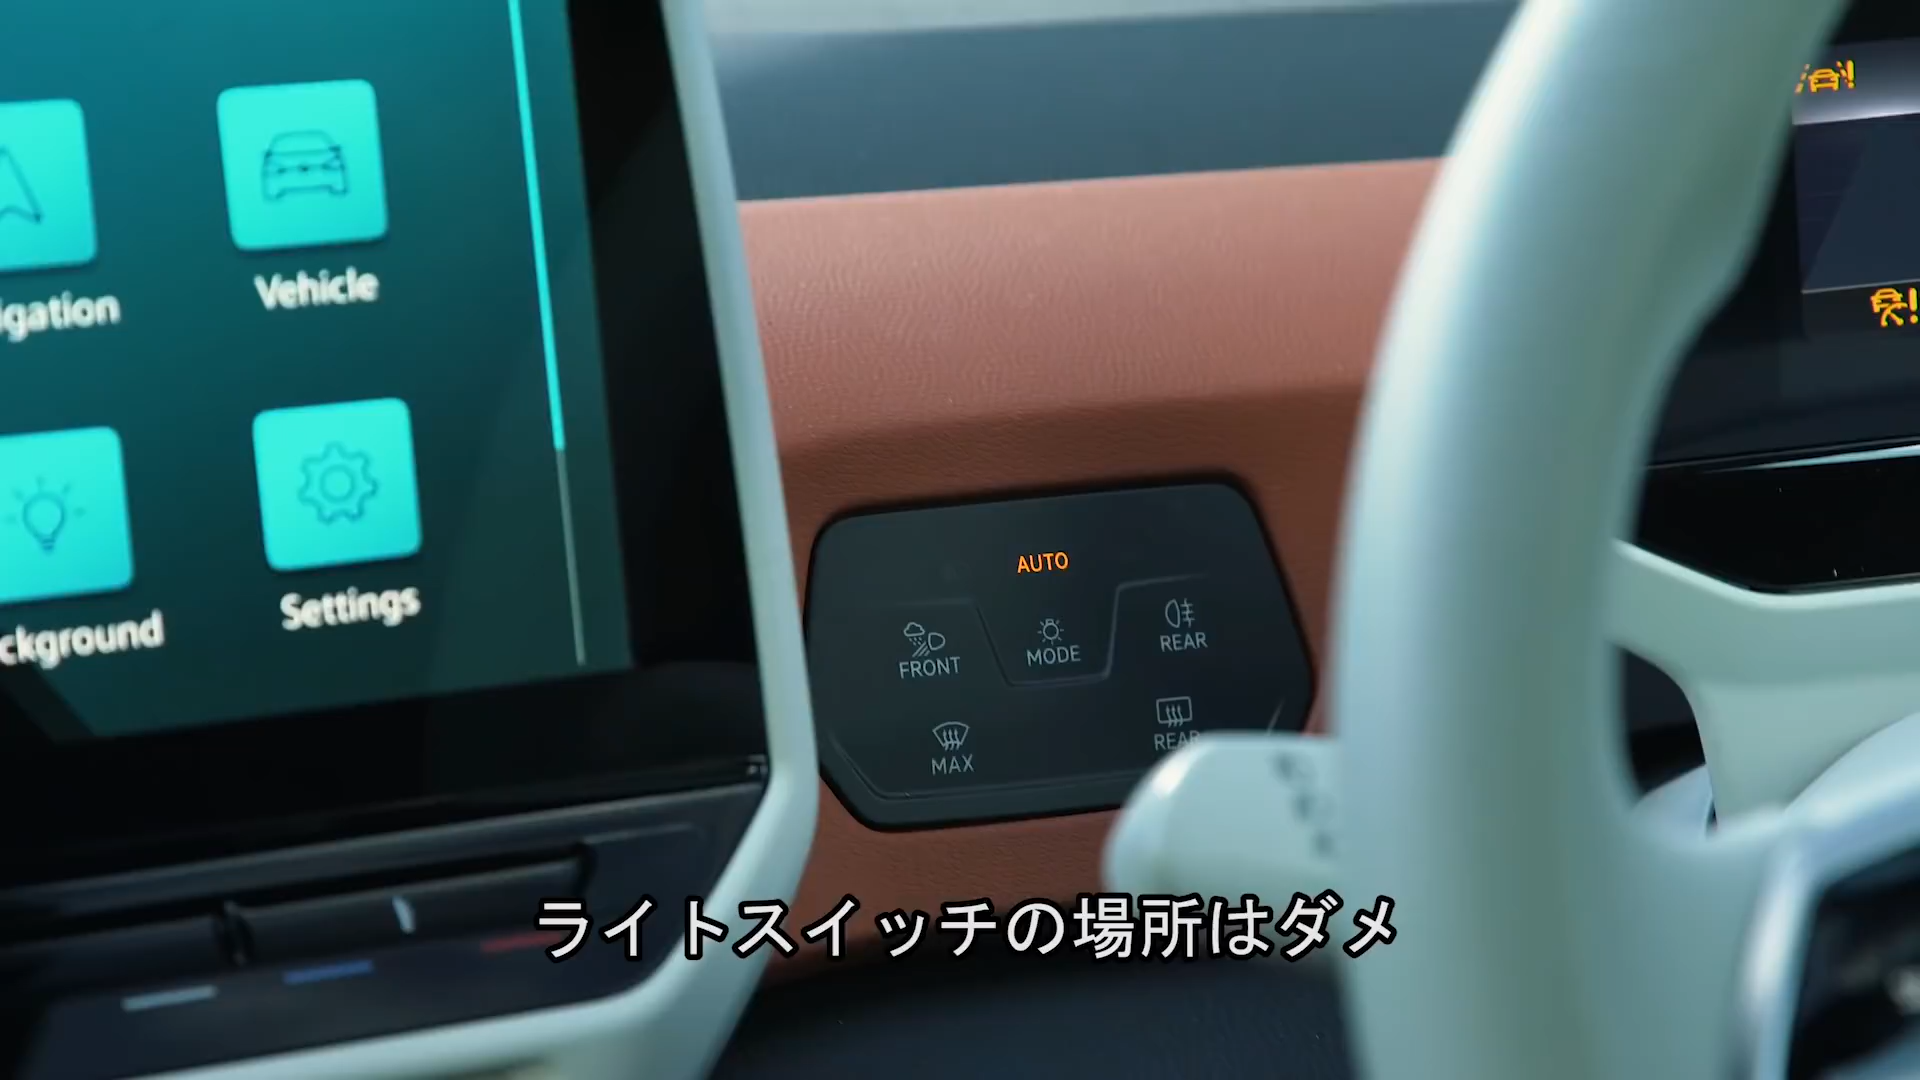 igation
Vehicle
ckground
Settings
AUTO
FRONT
MODE
REAR
MAX
REAR
ライトスイッチの場所はダメ